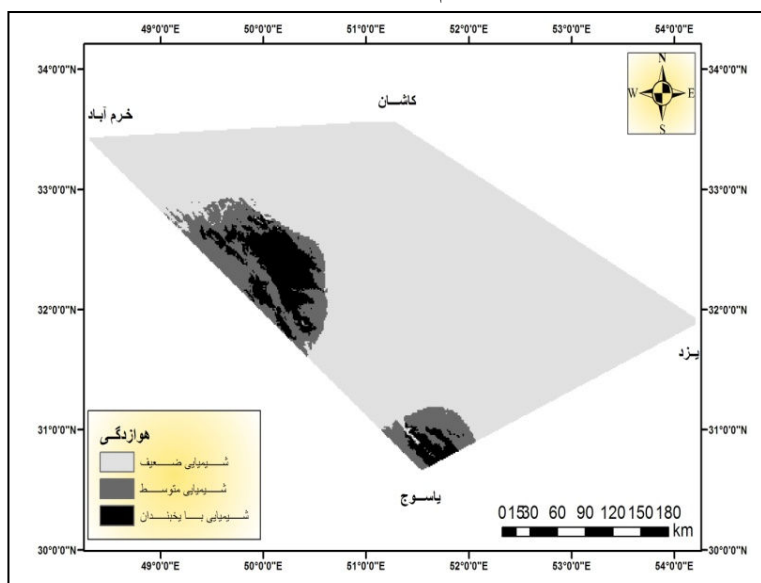 49°0'0"E 50°0'0"E 51°0'0"E 52°0'0"E 53°0'0"E 54°0'0"E
34°0'0"N 34°0'0"N
N
W E
S
کاشان
خرم آباد
33°0'0"N 33°0'0"N
32°0'0"N 32°0'0"N
یزد
31°0'0"N 31°0'0"N
هوازدگی
شیمیایی ضعیف
شیمیایی متوسط
شیمیایی با یخبندان
یاسوج
0 15 30 60 90 120 150 180
km
30°0'0"N 30°0'0"N
49°0'0"E 50°0'0"E 51°0'0"E 52°0'0"E 53°0'0"E 54°0'0"E